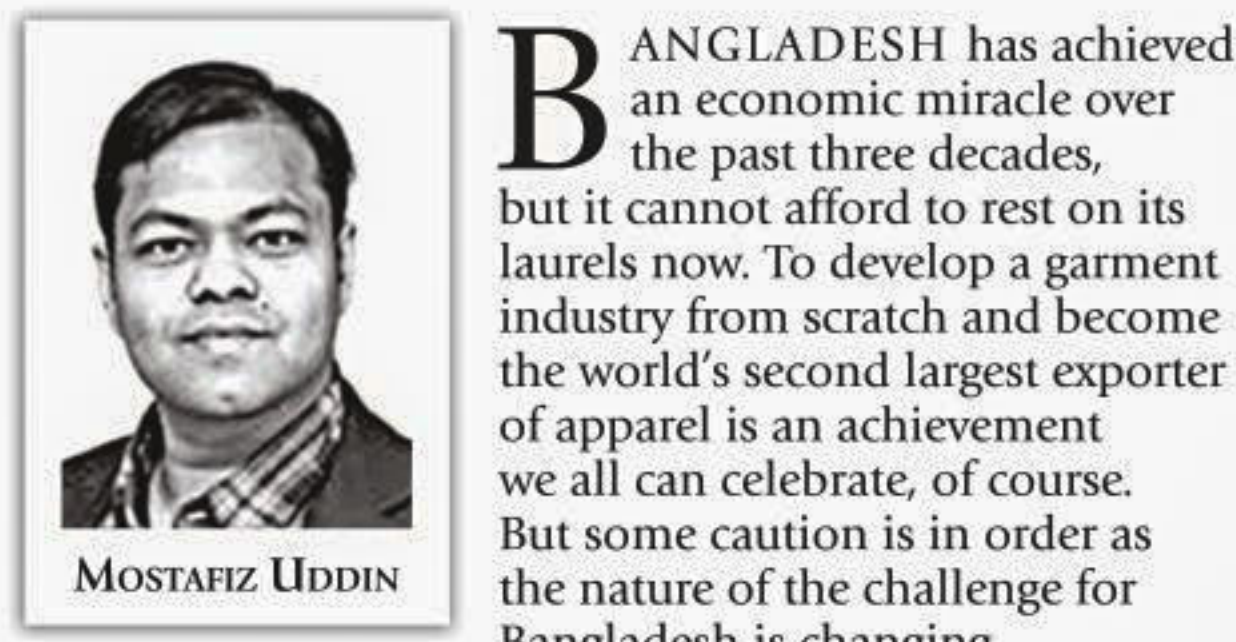 BANGLADESH has achieved
an economic miracle over
the past three decades,
but it cannot afford to rest on its
laurels now. To develop a garment
industry from scratch and become
the world's second largest exporter
of apparel is an achievement
we all can celebrate, of course.
But some caution is in order as
the nature of the challenge for
Bangladesh is changing
MOSTAFIZ UDDIN